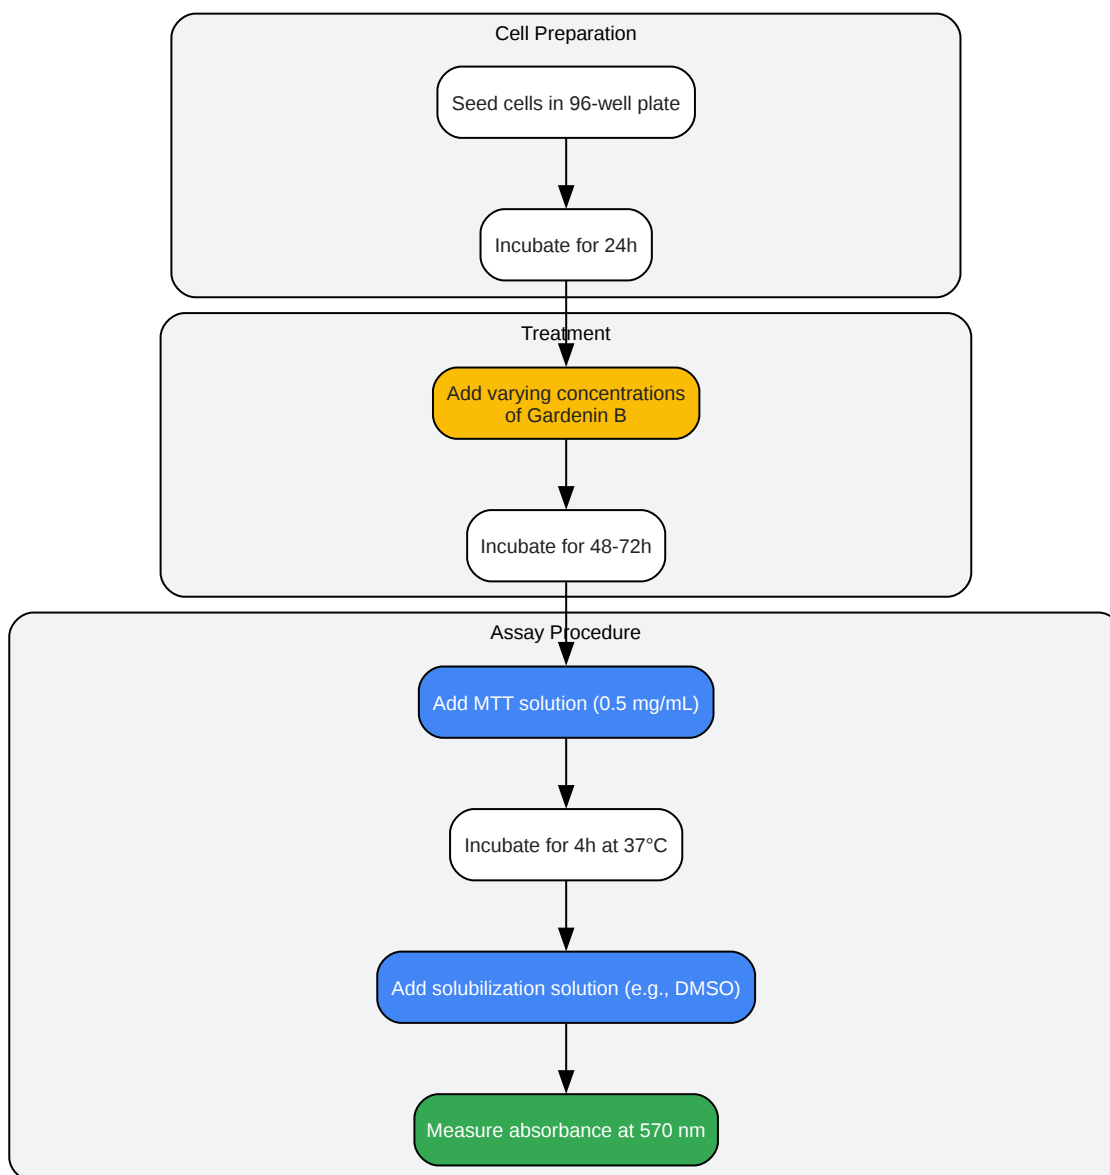 Cell Preparation
Seed cells in 96-well plate
Incubate for 24h
Treatment
Add varying concentrations
of Gardenin B
Incubate for 48-72h
Assay Procedure
Add MTT solution (0.5 mg/mL)
Incubate for 4h at 37°C
Add solubilization solution (e.g., DMSO)
Measure absorbance at 570 nm